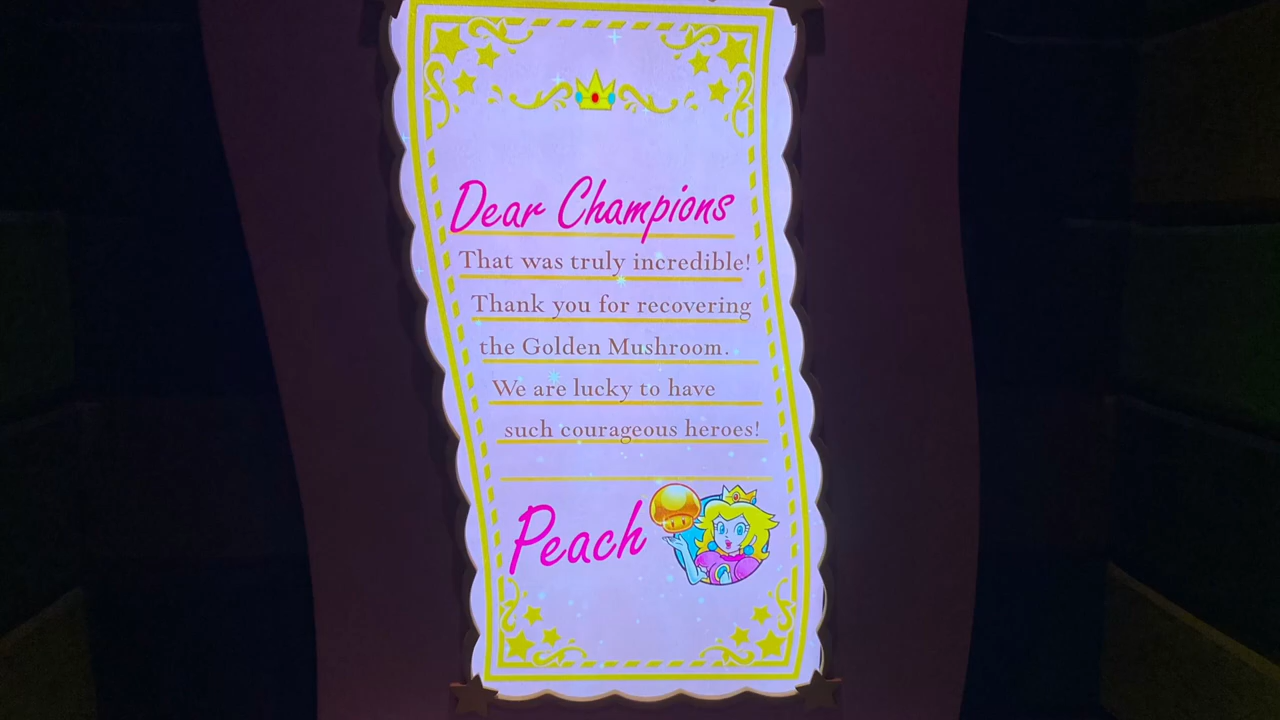 Dear Champions
That was truly incredible!
Thank you for recovering
the Golden Mushroom.
We are lucky to have
such courageous heroes!
Peach